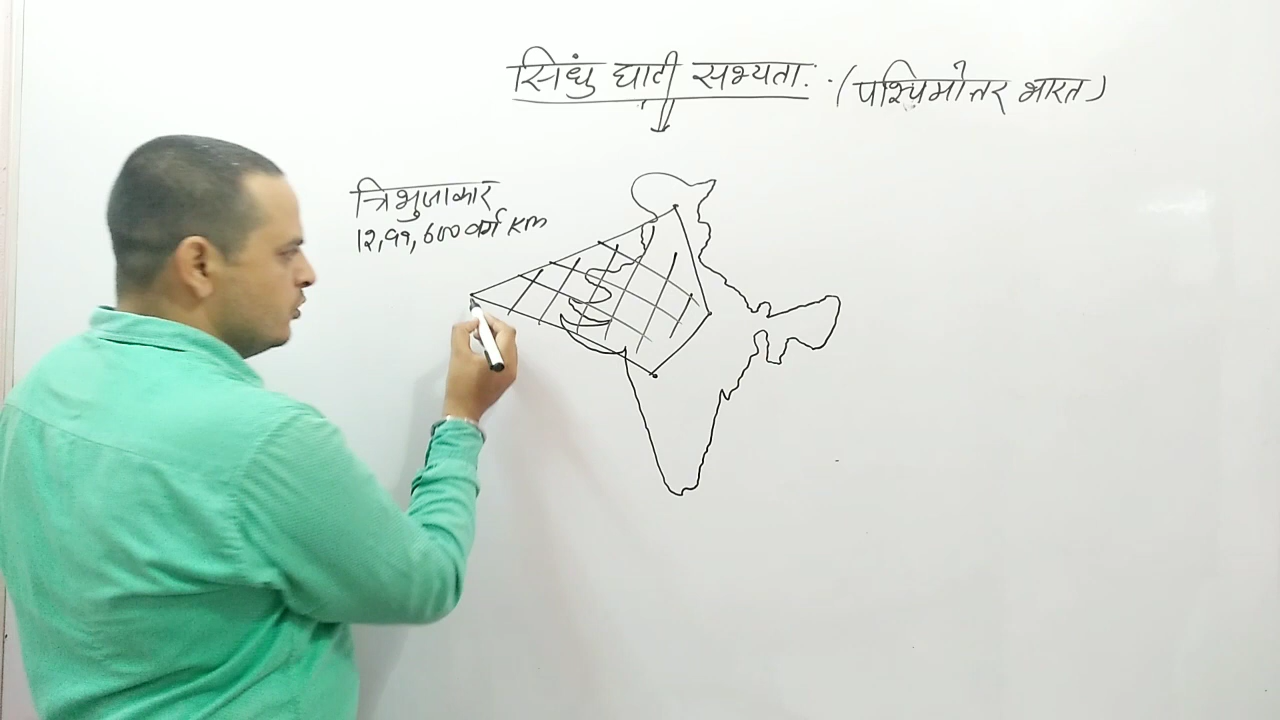 सिंधु घाटी सभ्यता. (पश्चिमोत्तर भारत)
त्रिभुजाकार
12,99,600 वर्ग km